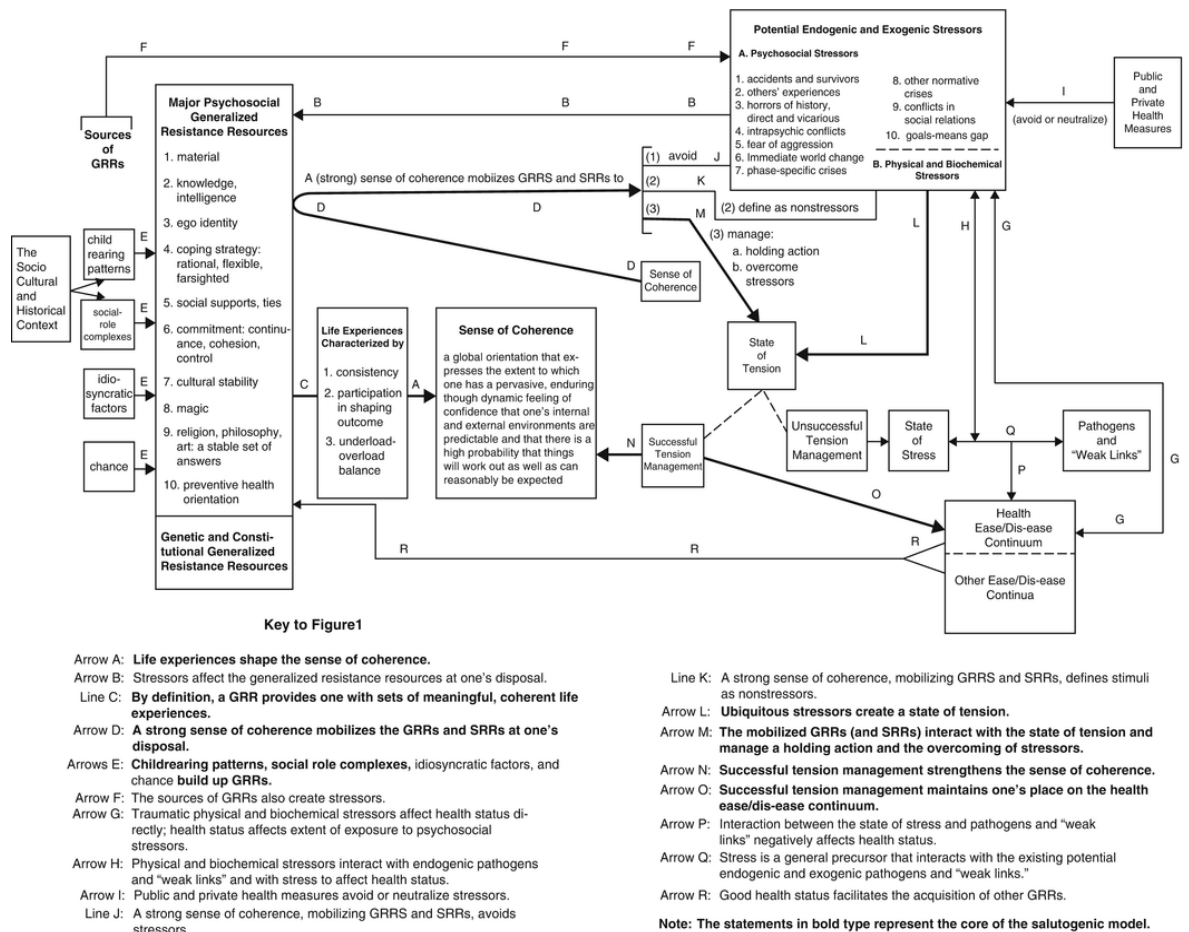 Potential Endogenic and Exogenic Stressors
A. Psychosocial Stressors
1. accidents and survivors
2. others' experiences
3. horrors of history,
direct and vicarious
4. intrapsychic conflicts
5. fear of aggression
6. Immediate world change
7. phase-specific crises
8. other normative
crises
9. conflicts in
social relations
10. goals-means gap
B. Physical and Biochemical
Stressors
Public
and
Private
Health
Measures
I
(avoid or neutralize)
F
F
F
B
B
B
Sources
of
GRRs
Major Psychosocial
Generalized
Resistance Resources
1. material
2. knowledge,
intelligence
3. ego identity
4. coping strategy:
rational, flexible,
farsighted
5. social supports, ties
6. commitment: continu-
ance, cohesion,
control
7. cultural stability
8. magic
9. religion, philosophy,
art: a stable set of
answers
10. preventive health
orientation
Genetic and Consti-
tutional Generalized
Resistance Resources
The
Socio
Cultural
and
Historical
Context
child
rearing
patterns
E
social-
role
complexes
E
idio-
syncratic
factors
E
chance
E
A (strong) sense of coherence mobiizes GRRS and SRRs to
D
D
D
(1) avoid J
(2) K
(3) M
(2) define as nonstressors
(3) manage:
a. holding action
b. overcome
stressors
Sense of
Coherence
L
L
H
G
C
Life Experiences
Characterized by
1. consistency
2. participation
in shaping
outcome
3. underload-
overload
balance
A
Sense of Coherence
a global orientation that ex-
presses the extent to which
one has a pervasive, enduring
though dynamic feeling of
confidence that one's internal
and external environments are
predictable and that there is a
high probability that things
will work out as well as can
reasonably be expected
State
of
Tension
N
Successful
Tension
Management
Unsuccessful
Tension
Management
State
of
Stress
Q
P
Pathogens
and
"Weak Links"
G
G
O
Health
Ease/Dis-ease
Continuum
Other Ease/Dis-ease
Continua
R
R
R
Key to Figure1
Arrow A: Life experiences shape the sense of coherence.
Arrow B: Stressors affect the generalized resistance resources at one's disposal.
Line C: By definition, a GRR provides one with sets of meaningful, coherent life
experiences.
Arrow D: A strong sense of coherence mobilizes the GRRs and SRRs at one's
disposal.
Arrows E: Childrearing patterns, social role complexes, idiosyncratic factors, and
chance build up GRRs.
Arrow F: The sources of GRRs also create stressors.
Arrow G: Traumatic physical and biochemical stressors affect health status di-
rectly; health status affects extent of exposure to psychosocial
stressors.
Arrow H: Physical and biochemical stressors interact with endogenic pathogens
and "weak links" and with stress to affect health status.
Arrow I: Public and private health measures avoid or neutralize stressors.
Line J: A strong sense of coherence, mobilizing GRRS and SRRs, avoids
stressors
Line K: A strong sense of coherence, mobilizing GRRS and SRRs, defines stimuli
as nonstressors.
Arrow L: Ubiquitous stressors create a state of tension.
Arrow M: The mobilized GRRs (and SRRs) interact with the state of tension and
manage a holding action and the overcoming of stressors.
Arrow N: Successful tension management strengthens the sense of coherence.
Arrow O: Successful tension management maintains one's place on the health
ease/dis-ease continuum.
Arrow P: Interaction between the state of stress and pathogens and "weak
links" negatively affects health status.
Arrow Q: Stress is a general precursor that interacts with the existing potential
endogenic and exogenic pathogens and "weak links."
Arrow R: Good health status facilitates the acquisition of other GRRs.
Note: The statements in bold type represent the core of the salutogenic model.